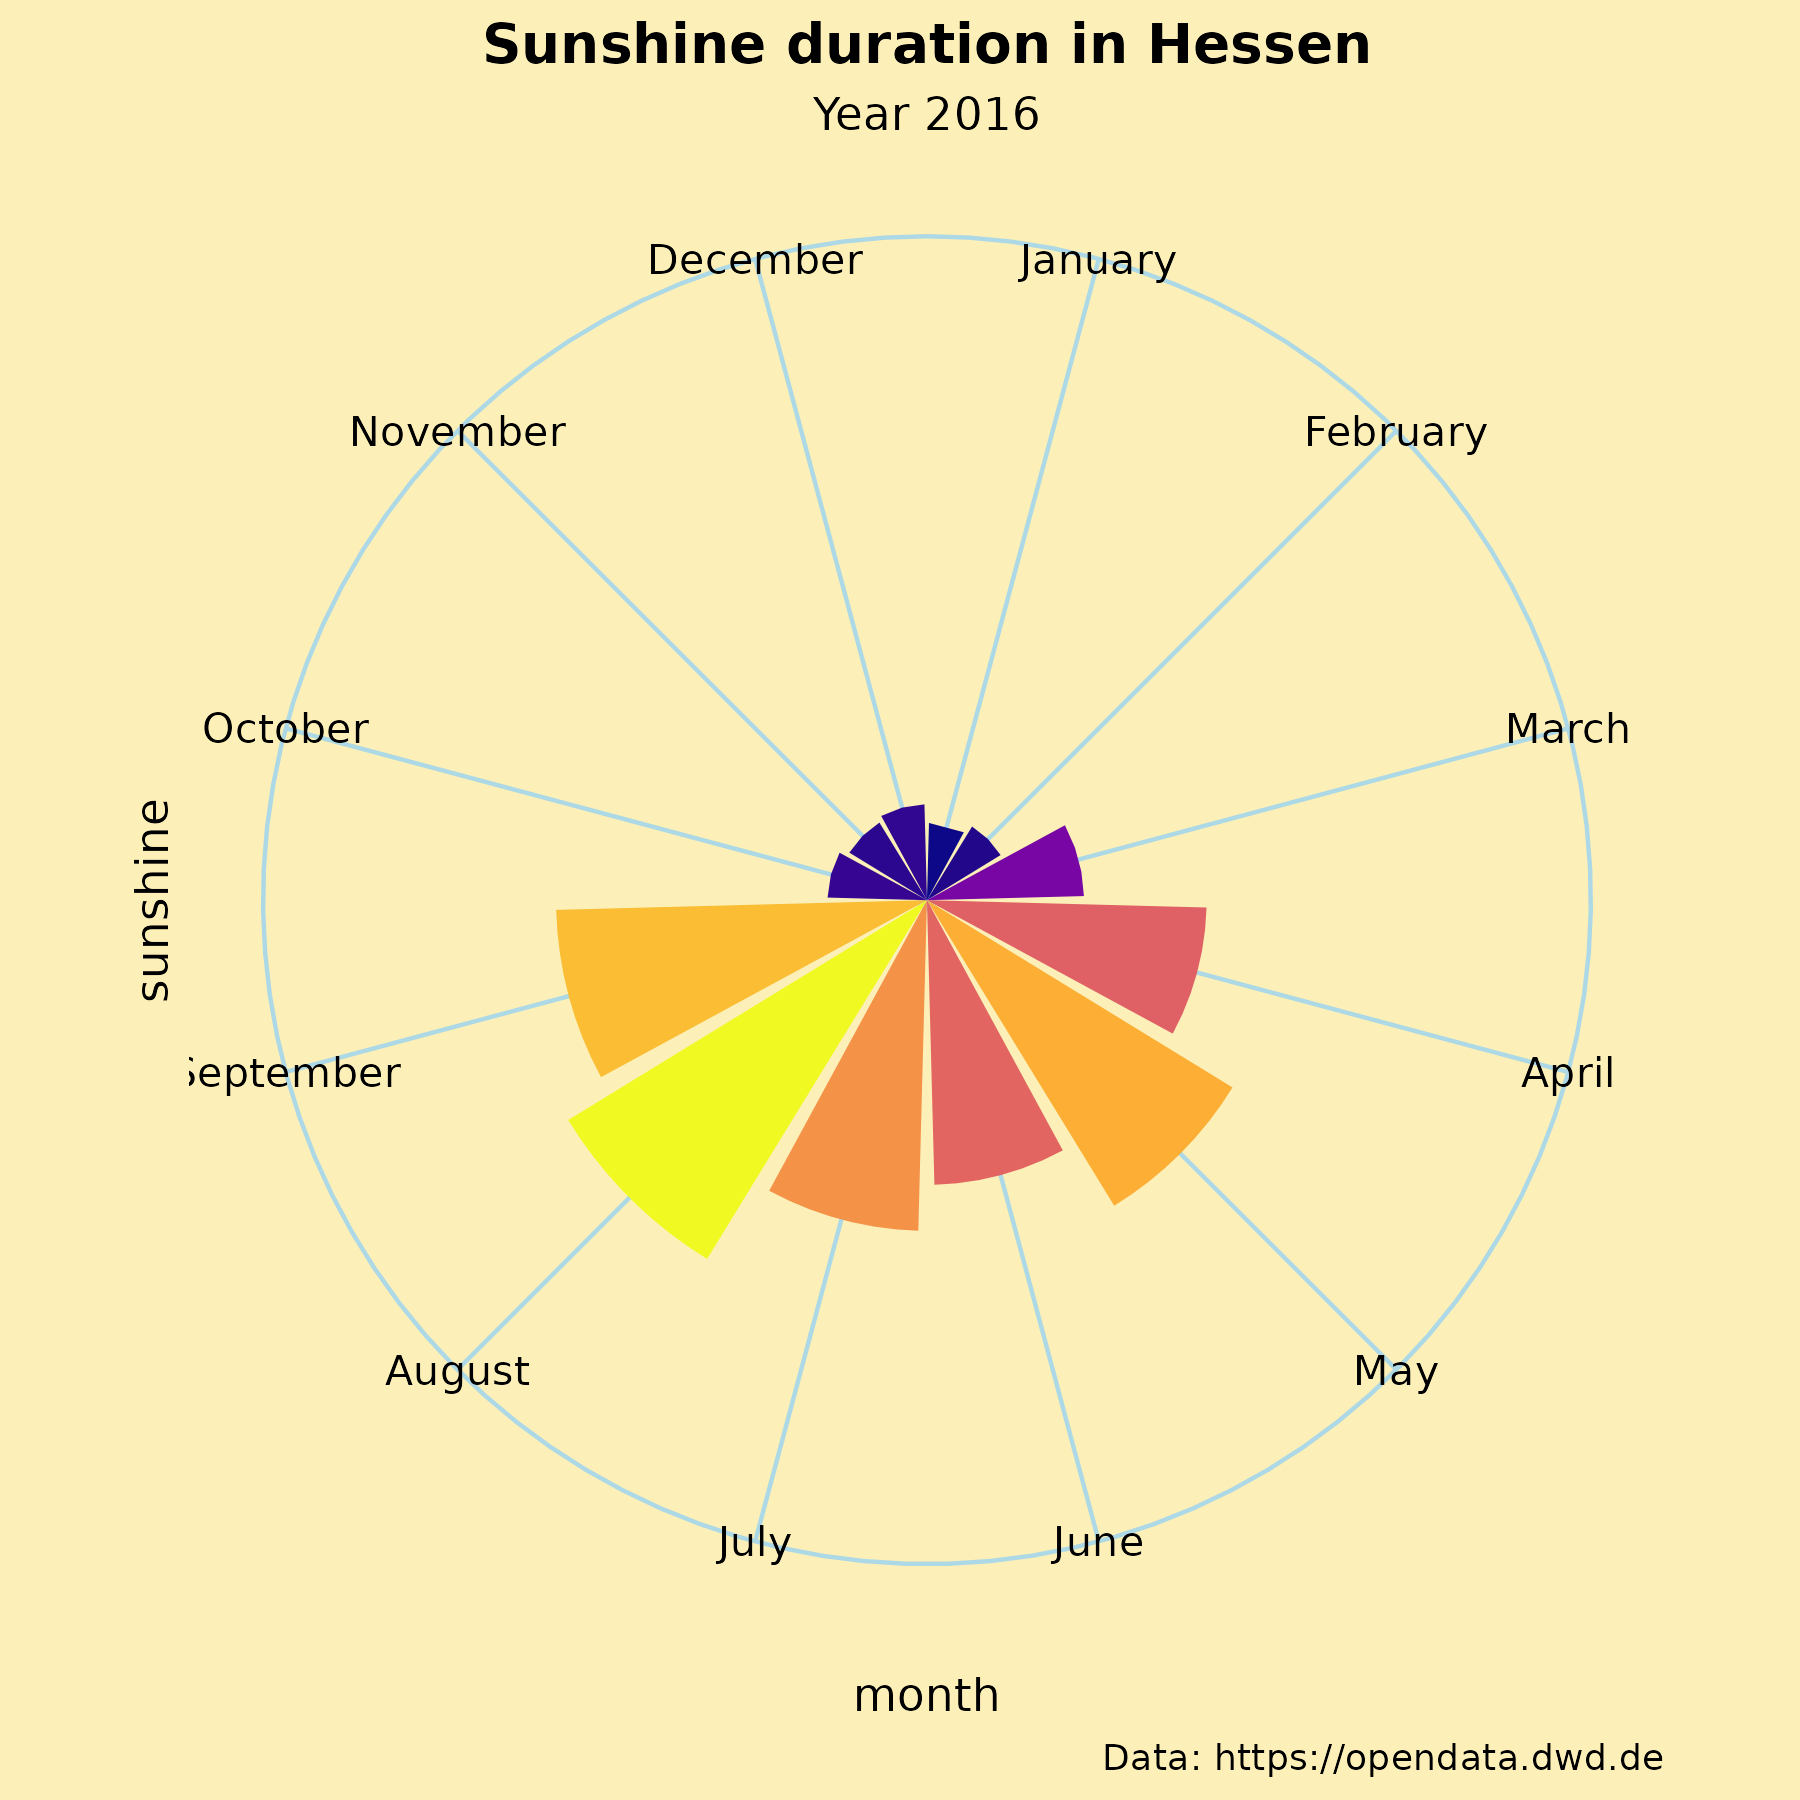 Sunshine duration in Hessen
Year 2016
December
January
November
February
October
March
sunshine
September
April
August
May
July
June
month
Data: https://opendata.dwd.de